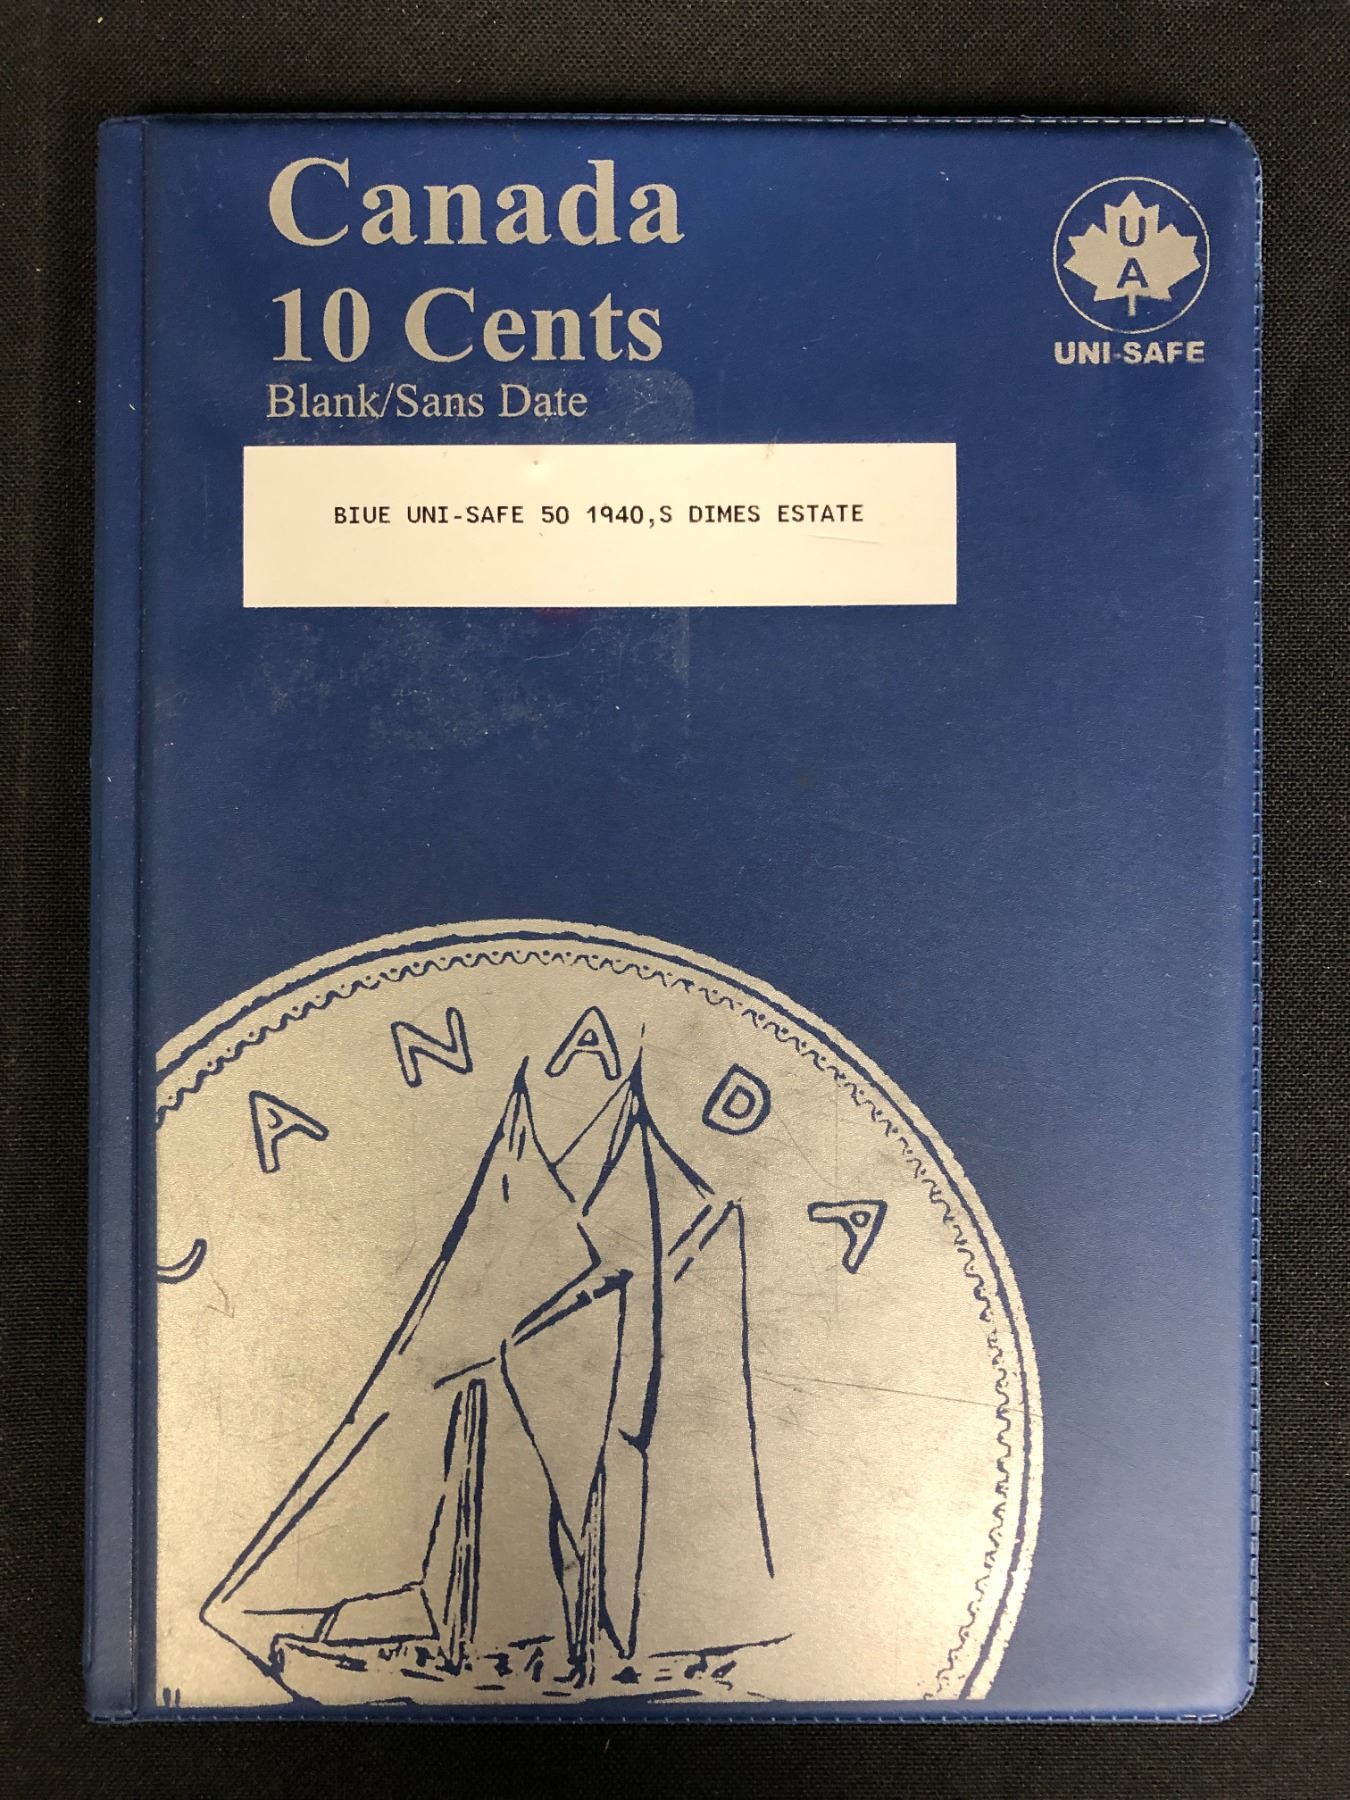 Canada
10 Cents
Blank/Sans Date
U
A
T
UNI-SAFE
BIUE UNI-SAFE 50 1940,S DIMES ESTATE
CANADA